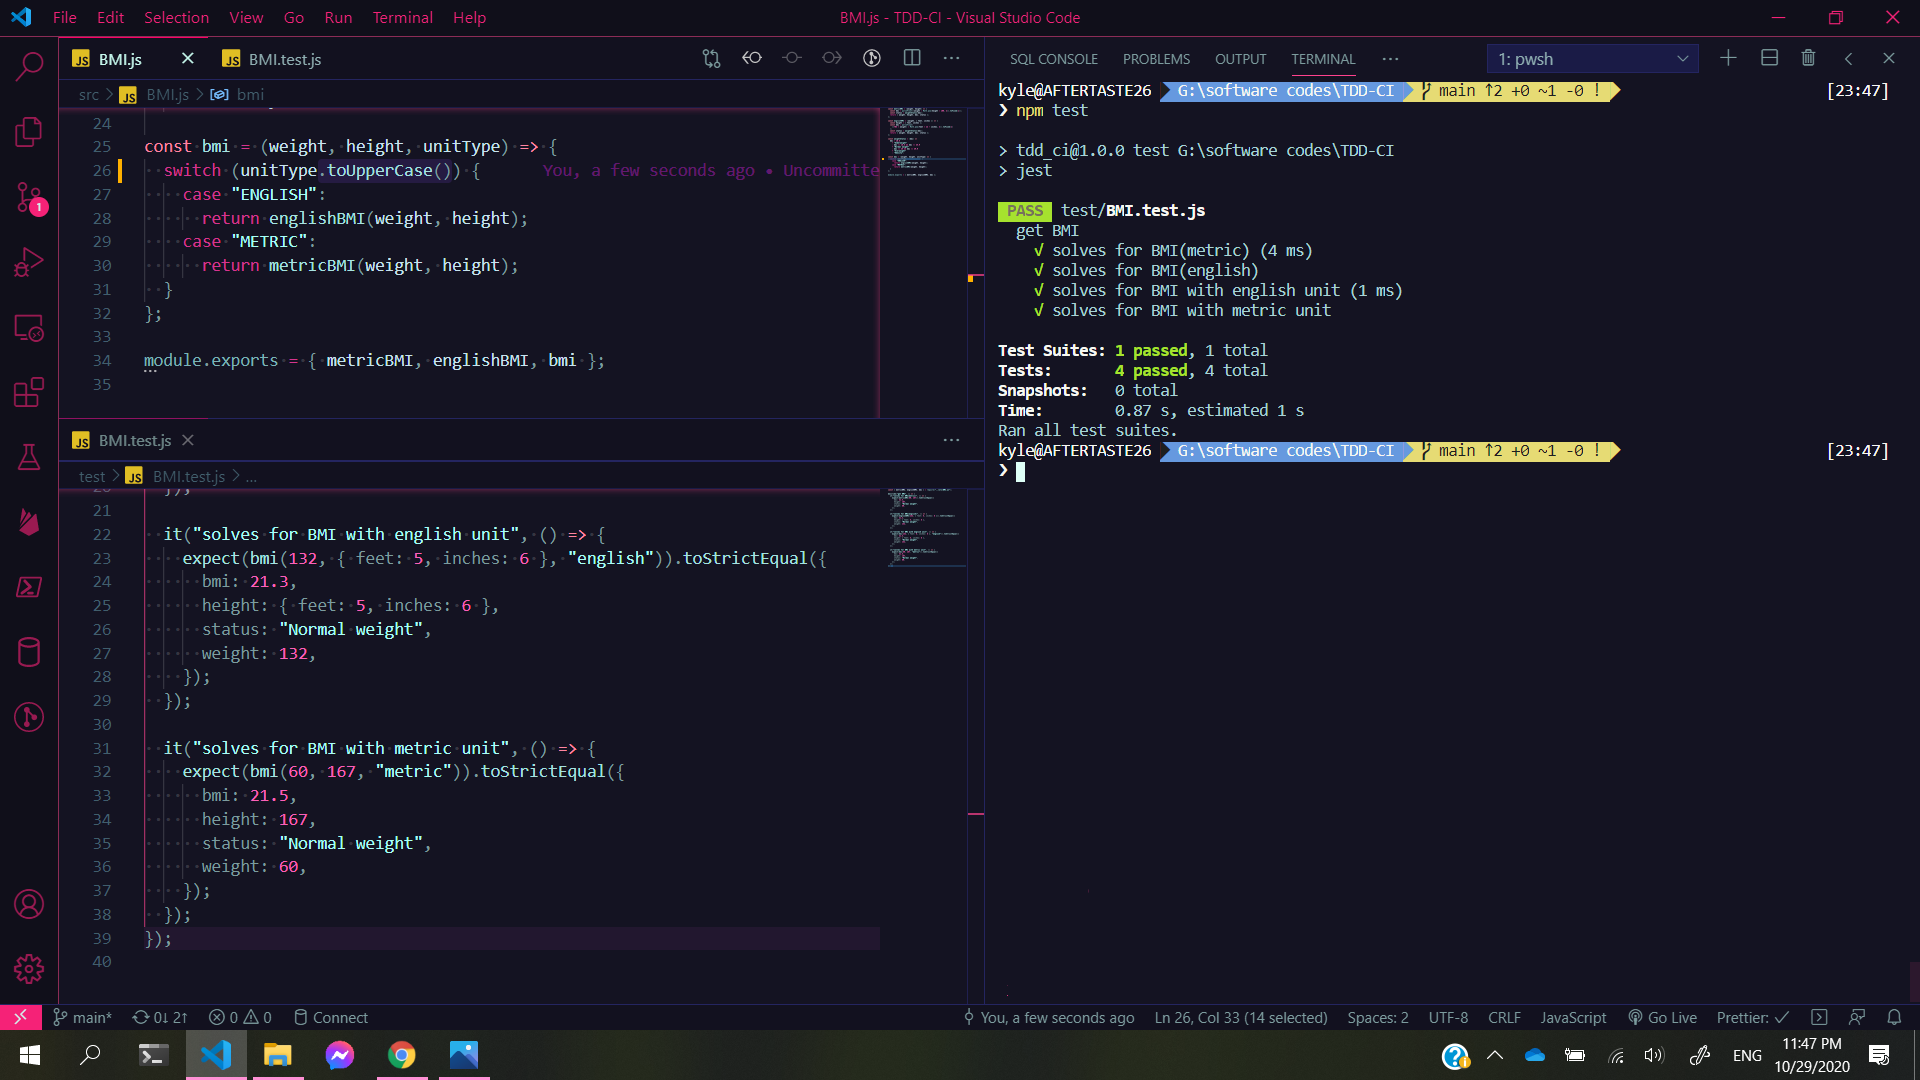 File Edit Selection View Go Run Terminal Help
BMI.js - TDD-CI - Visual Studio Code
JS BMI.js
JS BMI.test.js
src > JS BMI.js > bmi
24
25 const bmi = (weight, height, unitType) => {
26 switch (unitType.toUpperCase()) { You, a few seconds ago • Uncommitte
27 case "ENGLISH":
28 return englishBMI(weight, height);
29 case "METRIC":
30 return metricBMI(weight, height);
31 }
32 };
33
34 module.exports = { metricBMI, englishBMI, bmi };
35
JS BMI.test.js
test > JS BMI.test.js > ...
20 });
21
22 it("solves for BMI with english unit", () => {
23 expect(bmi(132, { feet: 5, inches: 6 }, "english")).toStrictEqual({
24 bmi: 21.3,
25 height: { feet: 5, inches: 6 },
26 status: "Normal weight",
27 weight: 132,
28 });
29 });
30
31 it("solves for BMI with metric unit", () => {
32 expect(bmi(60, 167, "metric")).toStrictEqual({
33 bmi: 21.5,
34 height: 167,
35 status: "Normal weight",
36 weight: 60,
37 });
38 });
39 });
40
SQL CONSOLE PROBLEMS OUTPUT TERMINAL ... 1: pwsh
kyle@AFTERTASTE26 G:\software codes\TDD-CI main ↑2 +0 ~1 -0 ! [23:47]
❯ npm test
> tdd_ci@1.0.0 test G:\software codes\TDD-CI
> jest
PASS test/BMI.test.js
get BMI
√ solves for BMI(metric) (4 ms)
√ solves for BMI(english)
√ solves for BMI with english unit (1 ms)
√ solves for BMI with metric unit
Test Suites: 1 passed, 1 total
Tests: 4 passed, 4 total
Snapshots: 0 total
Time: 0.87 s, estimated 1 s
Ran all test suites.
kyle@AFTERTASTE26 G:\software codes\TDD-CI main ↑2 +0 ~1 -0 ! [23:47]
❯
1
main* 0↓ 2↑ 0 0 Connect You, a few seconds ago Ln 26, Col 33 (14 selected) Spaces: 2 UTF-8 CRLF JavaScript Go Live Prettier: ✓
ENG 11:47 PM
10/29/2020